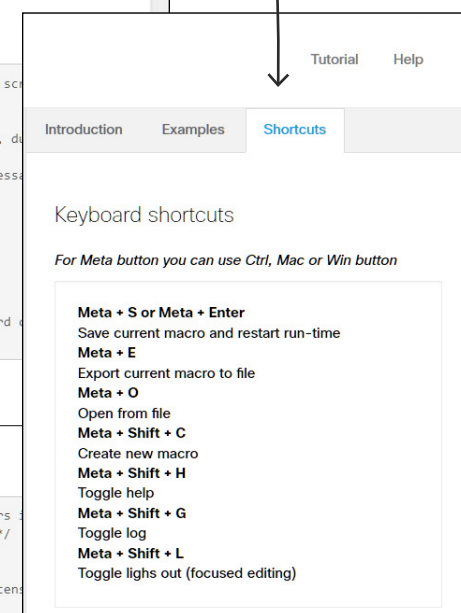 scr
Tutorial Help
Introduction Examples Shortcuts
, du
essa
Keyboard shortcuts
For Meta button you can use Ctrl, Mac or Win button
Meta + S or Meta + Enter
Save current macro and restart run-time
Meta + E
Export current macro to file
Meta + O
Open from file
Meta + Shift + C
Create new macro
Meta + Shift + H
Toggle help
Meta + Shift + G
Toggle log
Meta + Shift + L
Toggle lighs out (focused editing)